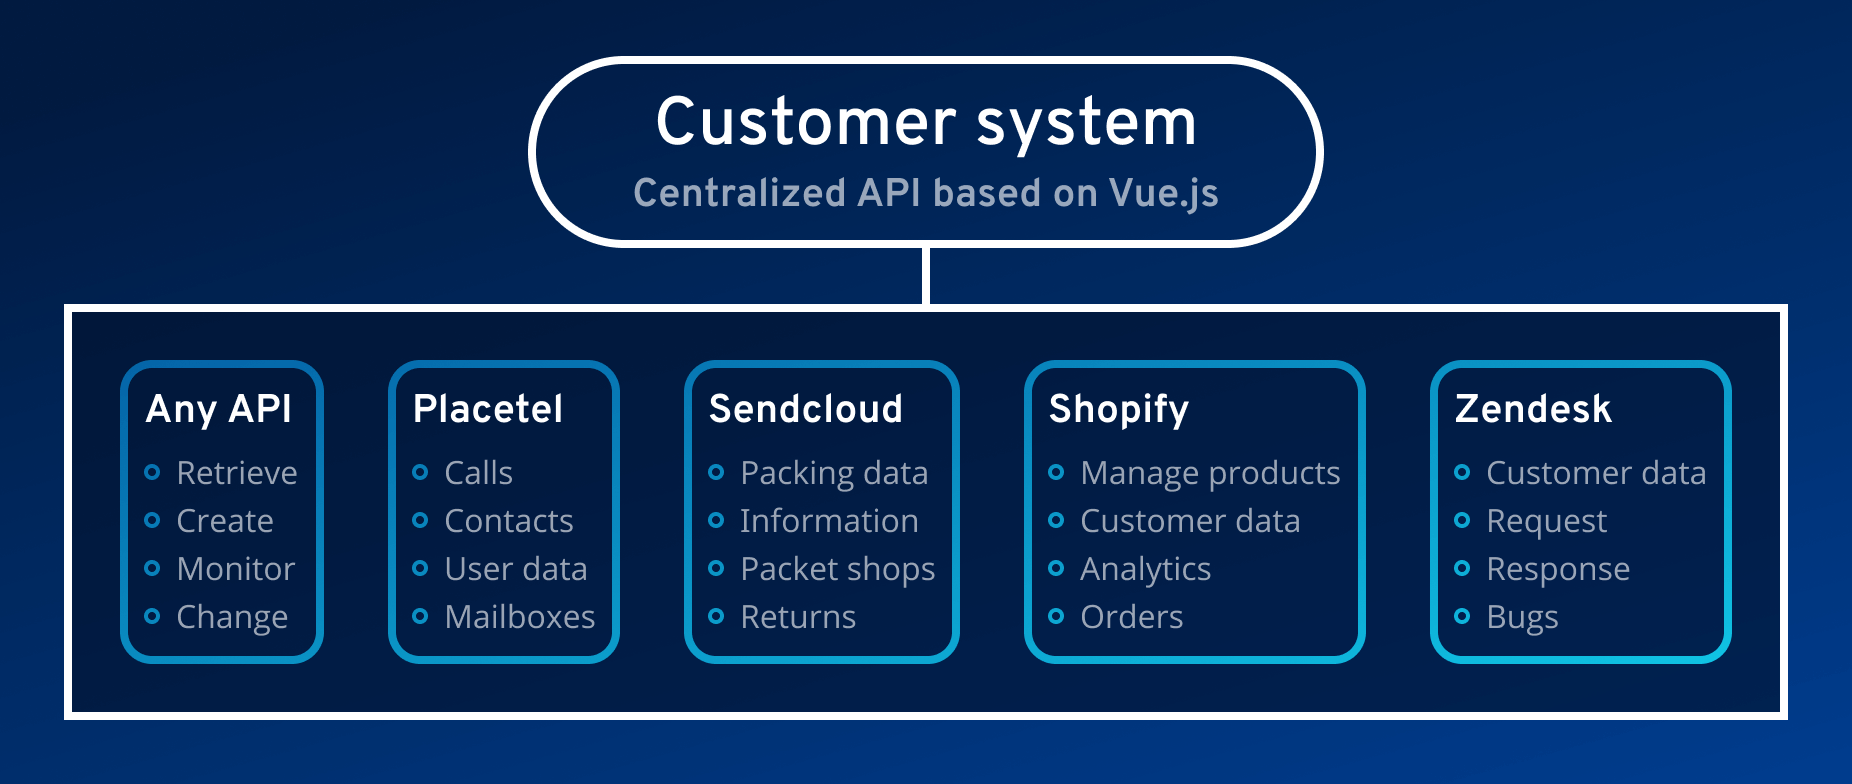 Customer system
Centralized API based on Vue.js
Any API
Retrieve
Create
Monitor
Change
Placetel
Calls
Contacts
User data
Mailboxes
Sendcloud
Packing data
Information
Packet shops
Returns
Shopify
Manage products
Customer data
Analytics
Orders
Zendesk
Customer data
Request
Response
Bugs